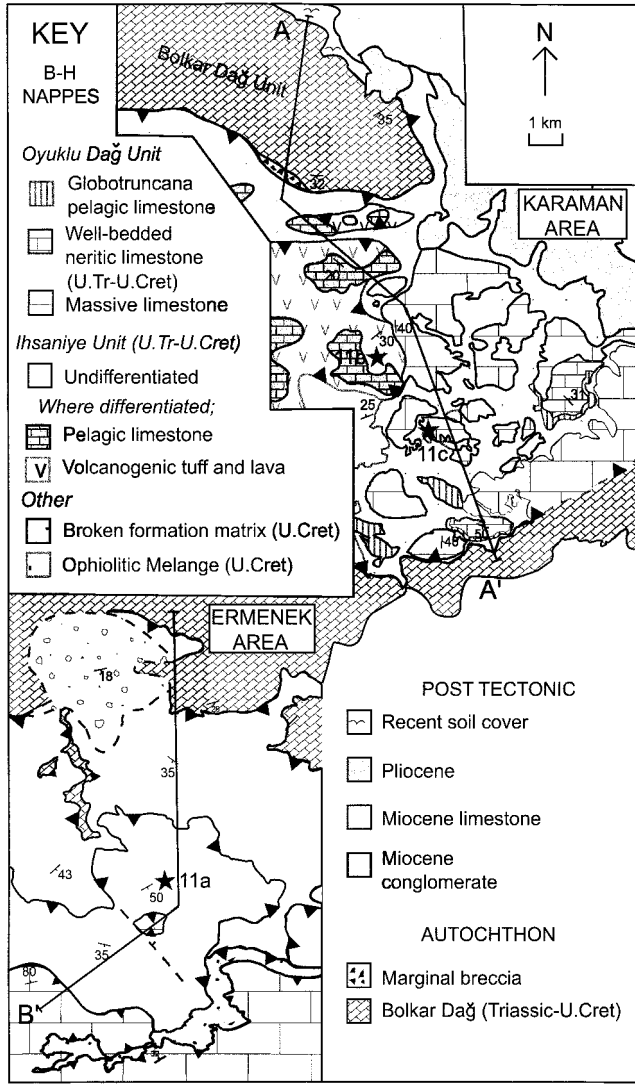 KEY
B-H
NAPPES
Oyuklu Dağ Unit
Globotruncana
pelagic limestone
Well-bedded
neritic limestone
(U.Tr-U.Cret)
Massive limestone
Ihsaniye Unit (U.Tr-U.Cret)
Undifferentiated
Where differentiated;
Pelagic limestone
V Volcanogenic tuff and lava
Other
Broken formation matrix (U.Cret)
Ophiolitic Melange (U.Cret)
A
Bolkar Dağ Unit
35
32
N
1 km
KARAMAN
AREA
20
40
30
11b
25
31
11c
48
50
A'
ERMENEK
AREA
18
35
43
11a
50
35
80
B'
POST TECTONIC
Recent soil cover
Pliocene
Miocene limestone
Miocene
conglomerate
AUTOCHTHON
Marginal breccia
Bolkar Dağ (Triassic-U.Cret)